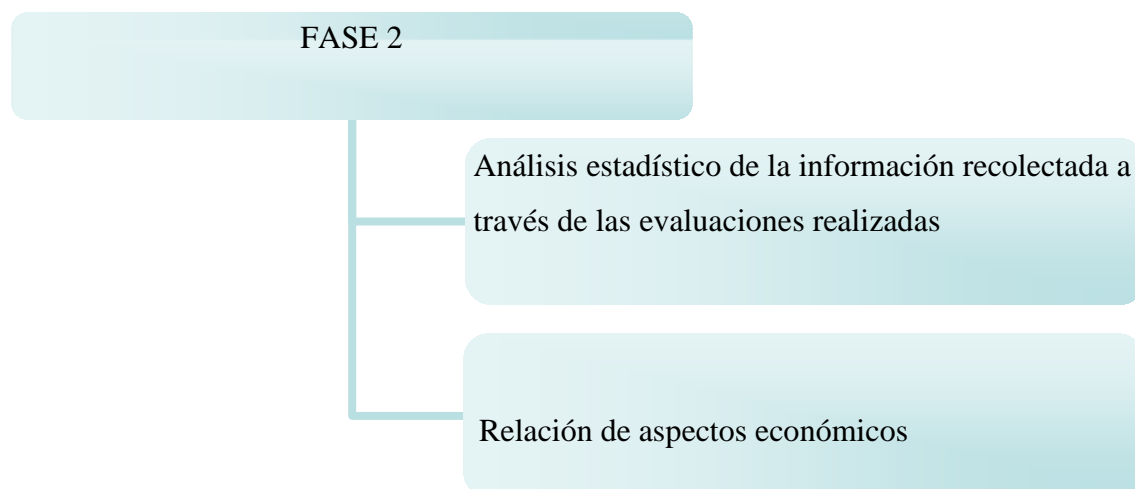 FASE 2
Análisis estadístico de la información recolectada a
través de las evaluaciones realizadas
Relación de aspectos económicos